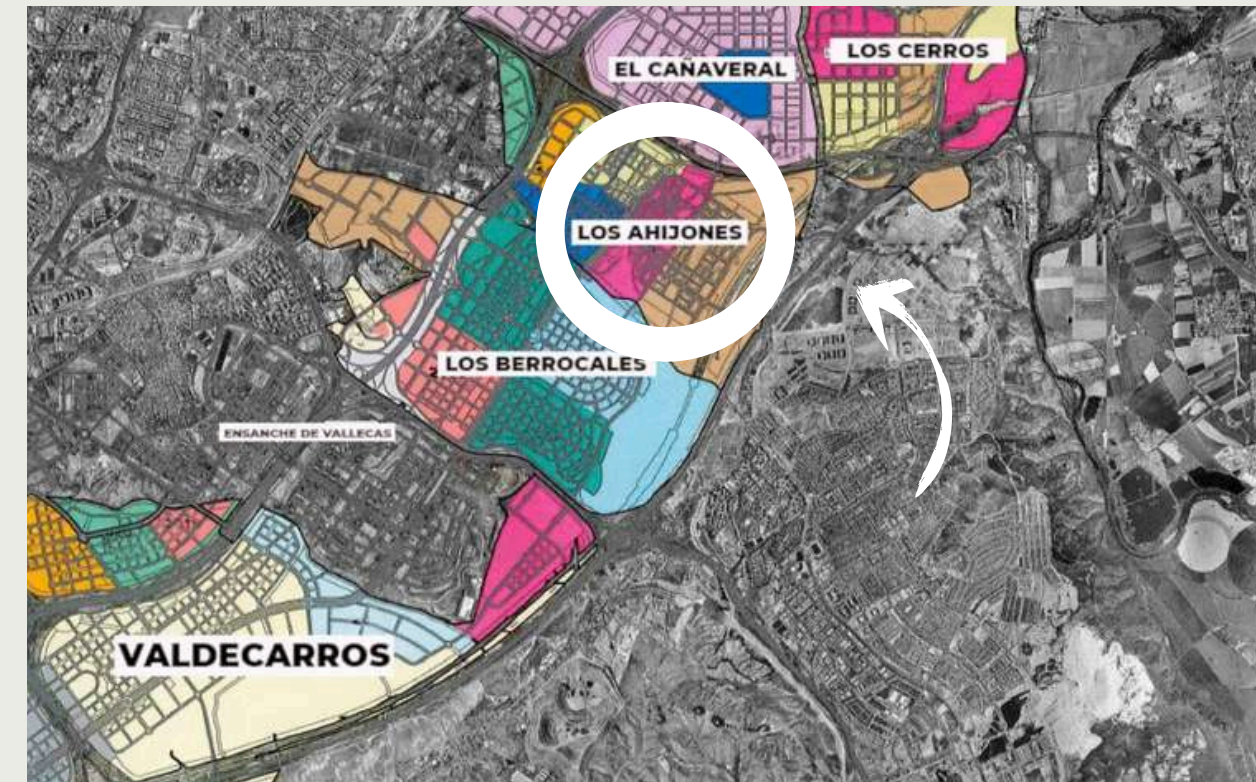 LOS CERROS
EL CAÑAVERAL
LOS AHIJONES
LOS BERROCALES
ENSANCHE DE VALLECAS
VALDECARROS